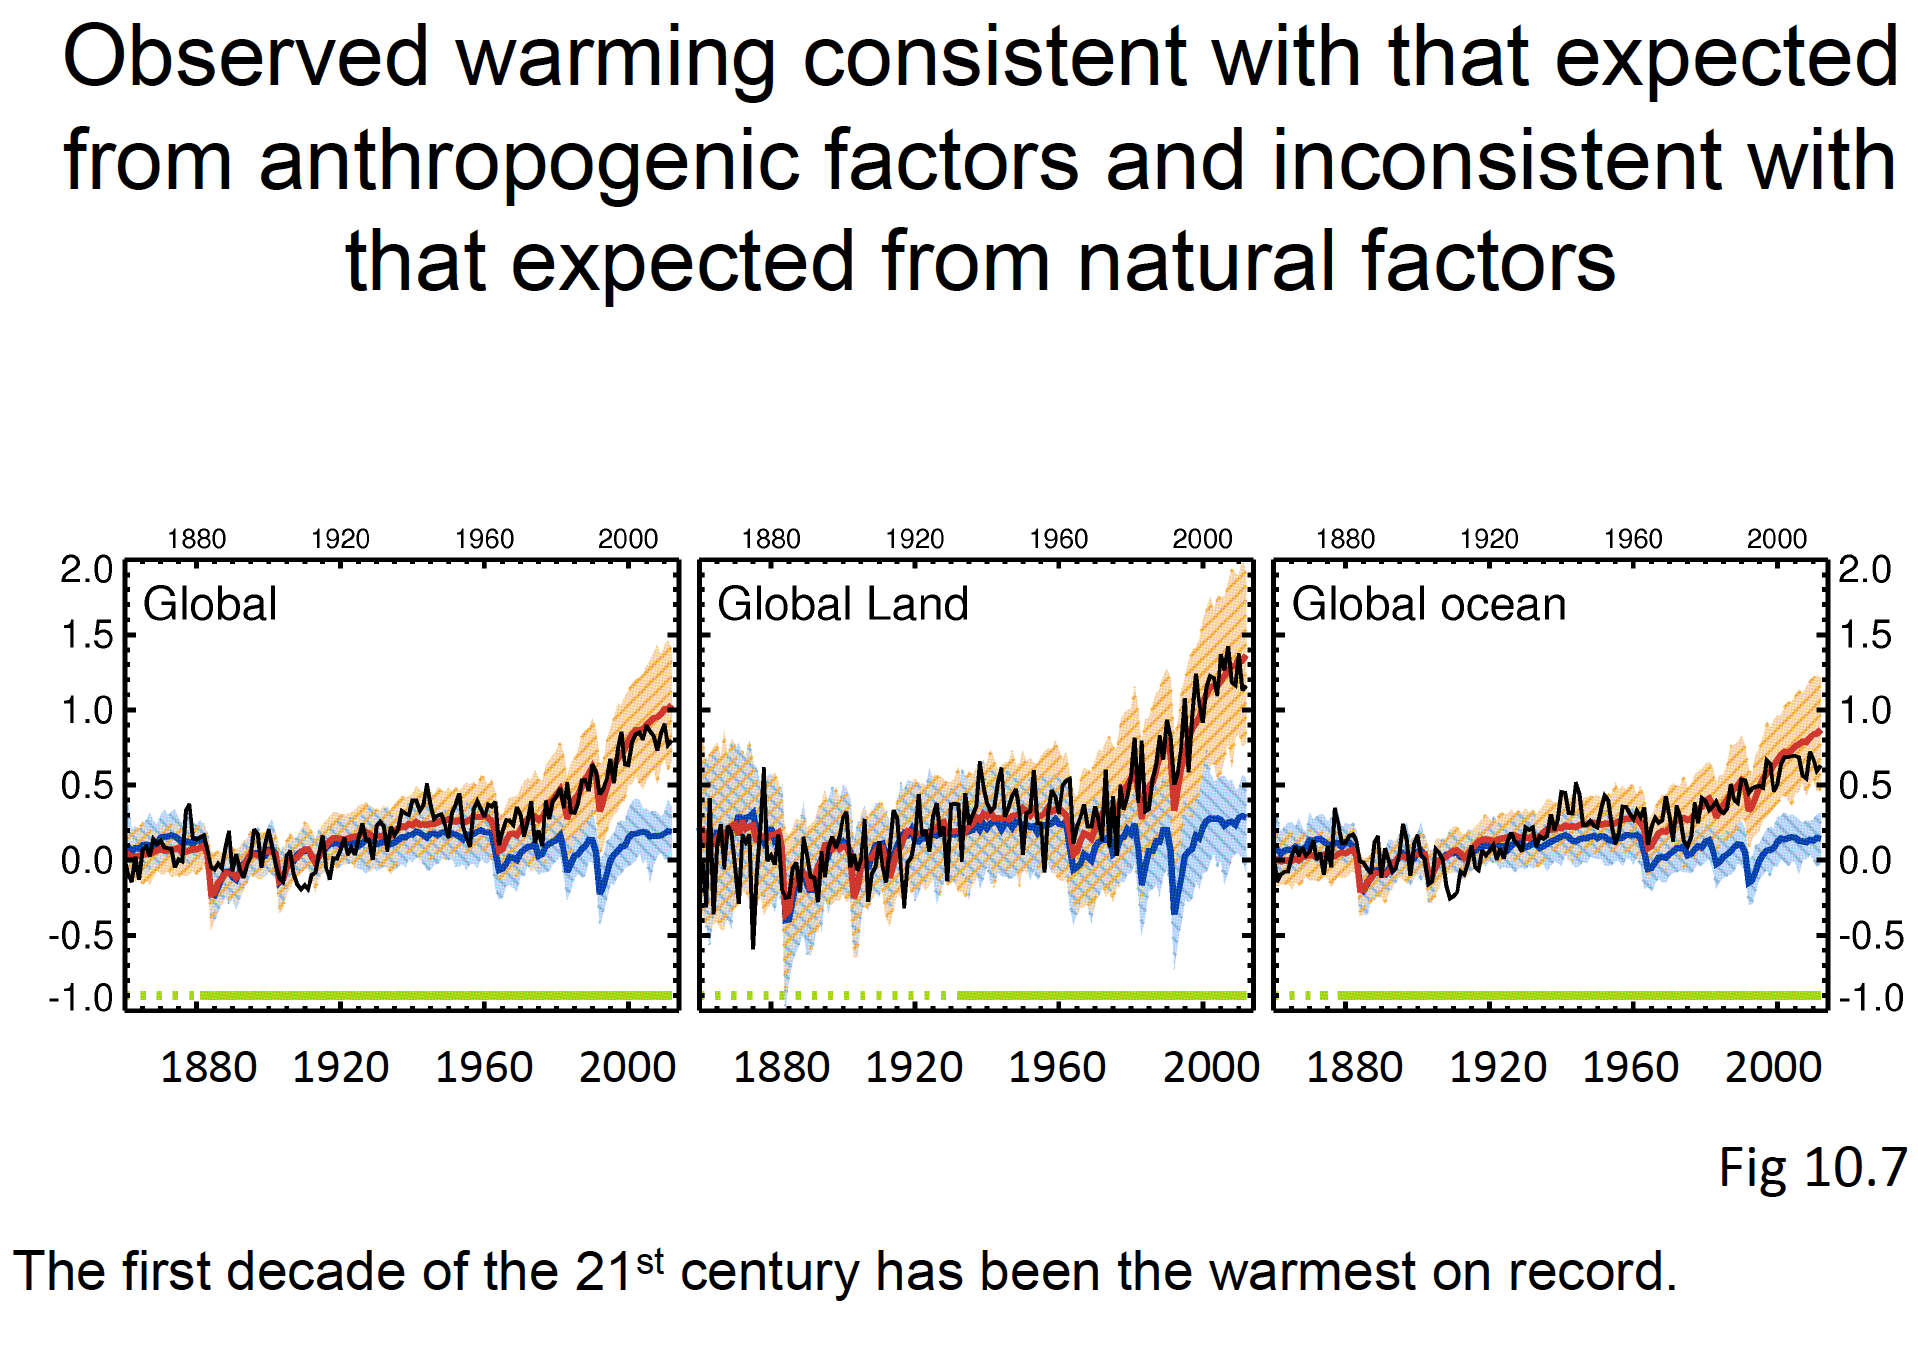 Observed warming consistent with that expected
from anthropogenic factors and inconsistent with
that expected from natural factors
1880 1920 1960 2000 1880 1920 1960 2000 1880 1920 1960 2000
2.0 Global Global Land Global ocean 2.0
1.5 1.5
1.0 1.0
0.5 0.5
0.0 0.0
-0.5 -0.5
-1.0 -1.0
1880 1920 1960 2000 1880 1920 1960 2000 1880 1920 1960 2000
Fig 10.7
The first decade of the 21st century has been the warmest on record.